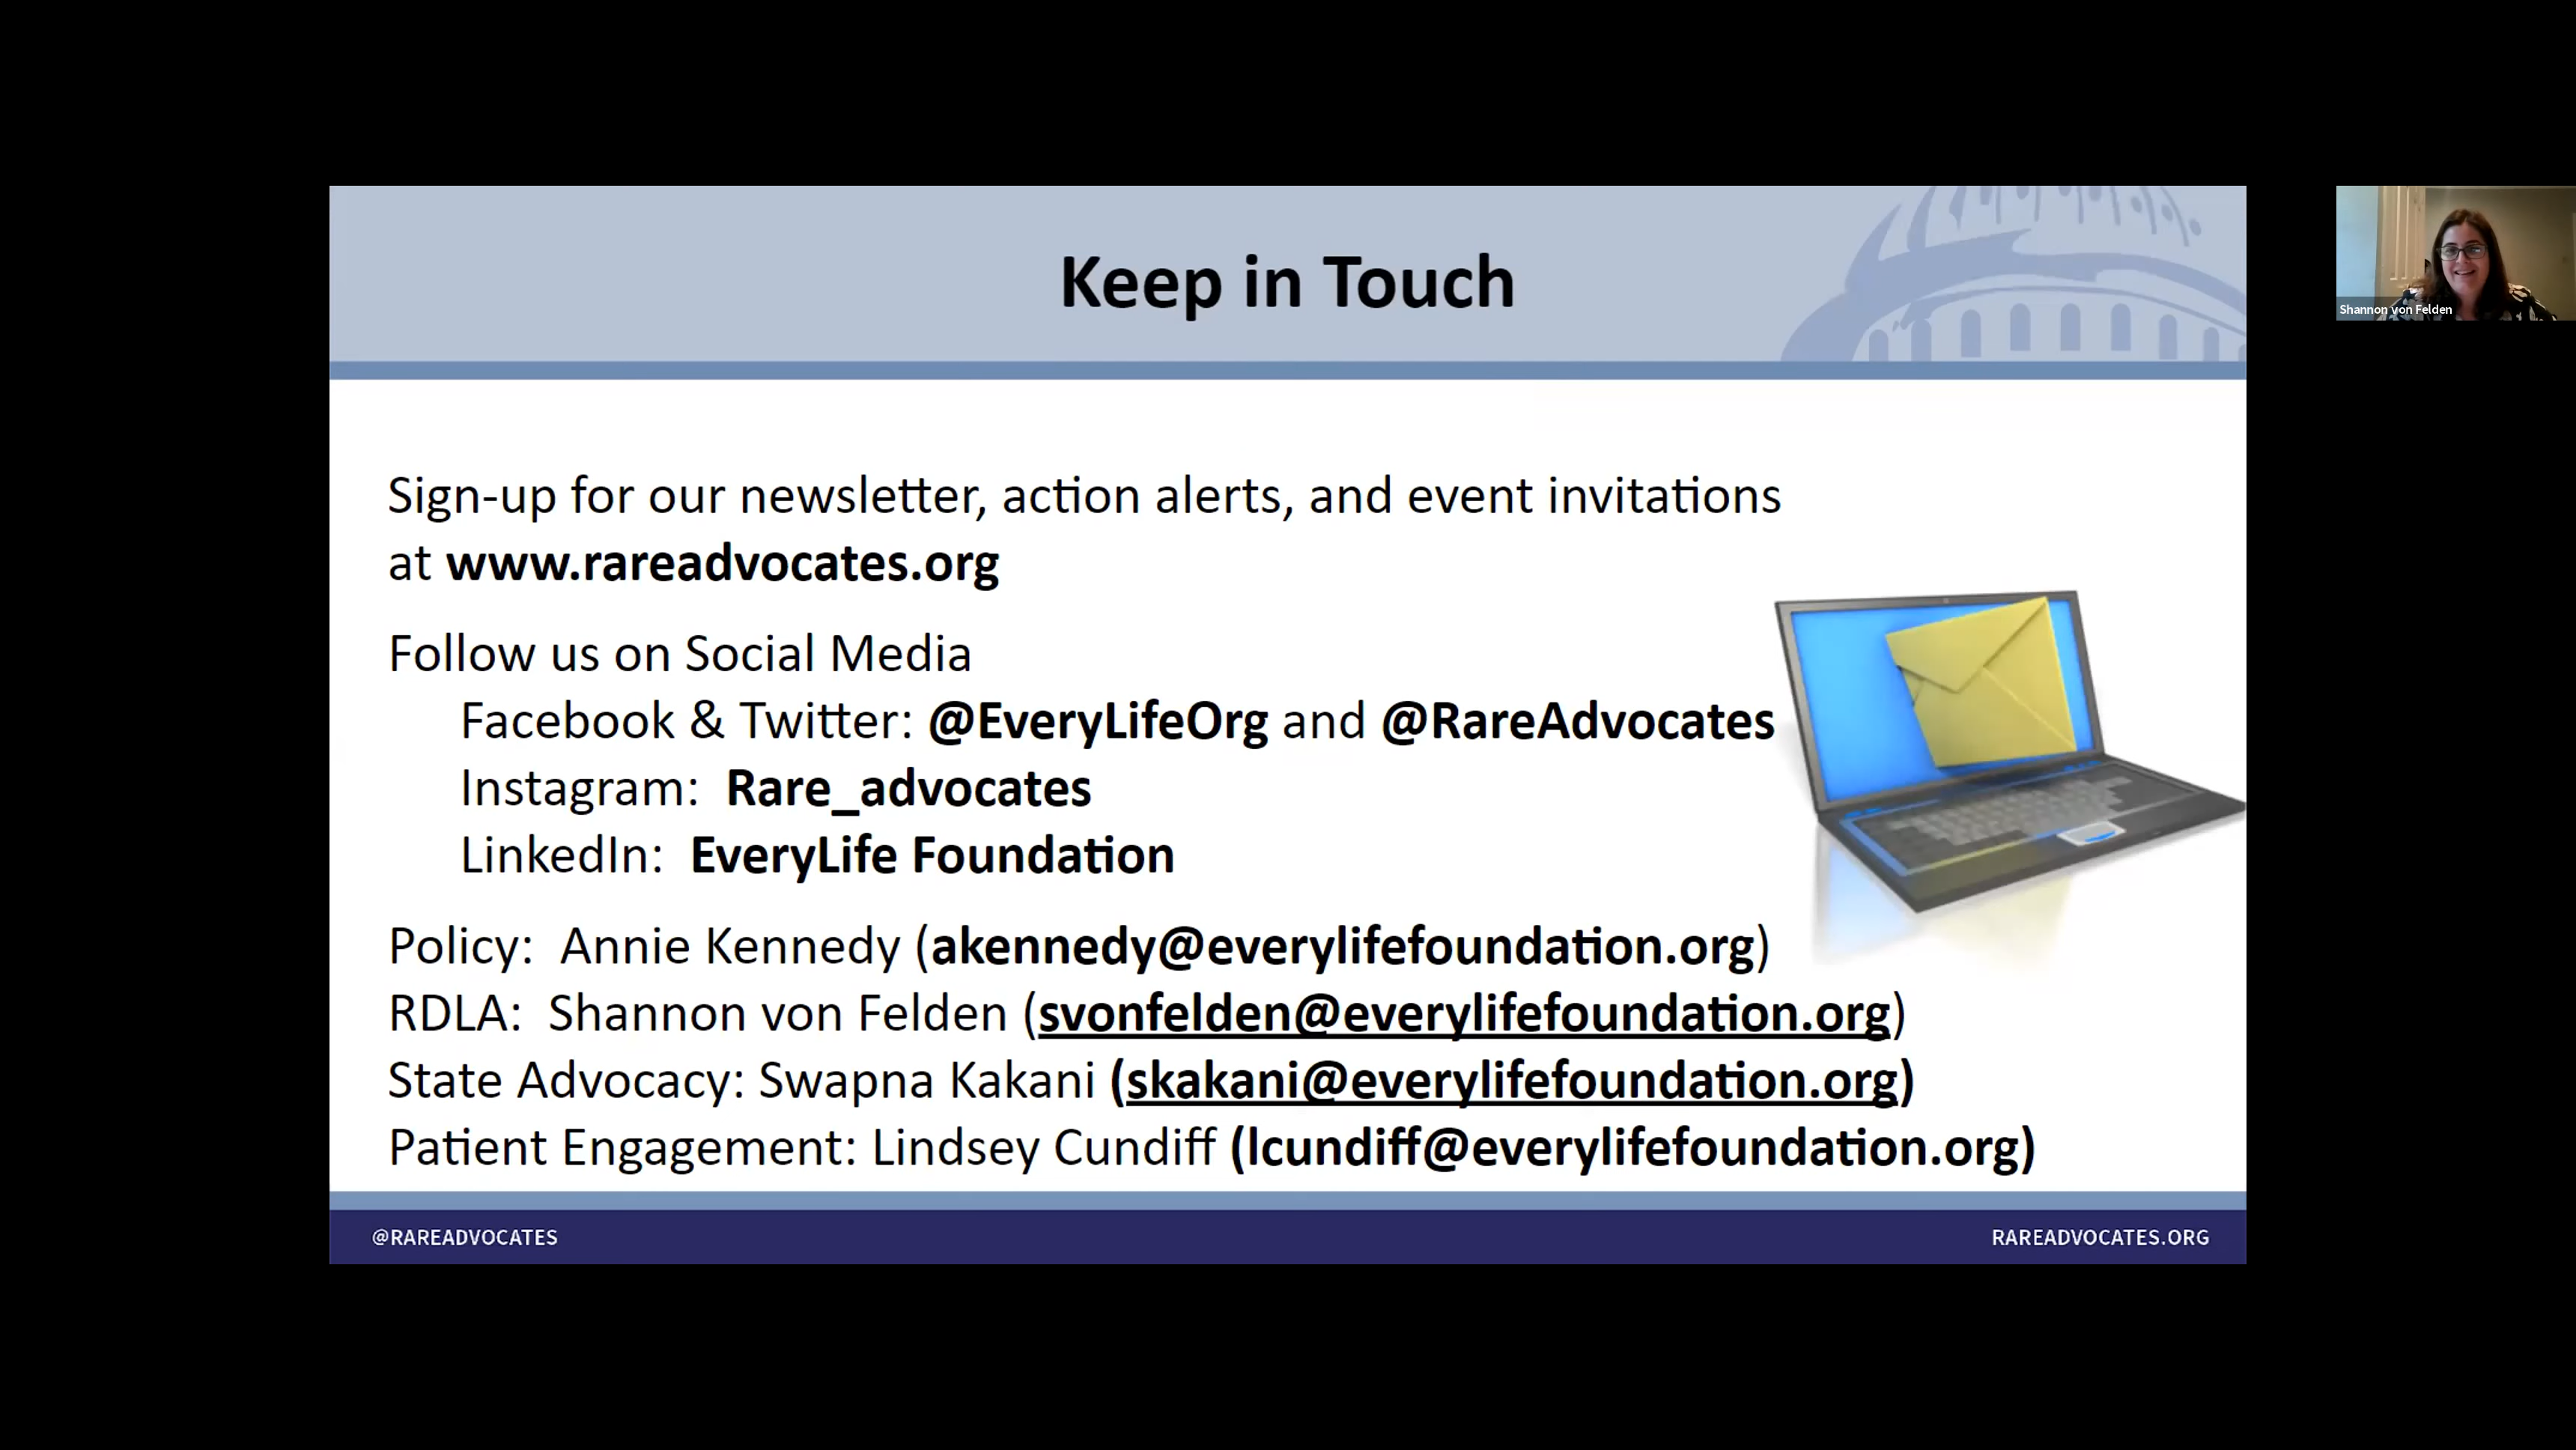 Keep in Touch
Shannon von Felden
Sign-up for our newsletter, action alerts, and event invitations
at www.rareadvocates.org
Follow us on Social Media
Facebook & Twitter: @EveryLifeOrg and @RareAdvocates
Instagram: Rare_advocates
LinkedIn: EveryLife Foundation
Policy: Annie Kennedy (akennedy@everylifefoundation.org)
RDLA: Shannon von Felden (svonfelden@everylifefoundation.org)
State Advocacy: Swapna Kakani (skakani@everylifefoundation.org)
Patient Engagement: Lindsey Cundiff (lcundiff@everylifefoundation.org)
@RAREADVOCATES
RAREADVOCATES.ORG